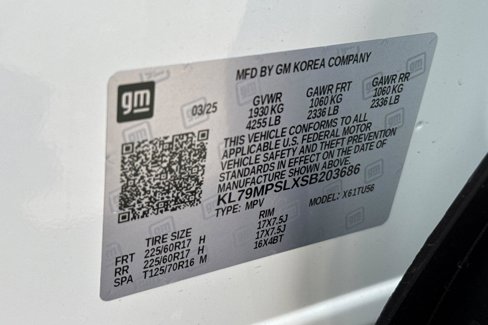 gm
MFD BY GM KOREA COMPANY
03/25
GVWR GAWR FRT GAWR RR
1930 KG 1060 KG 1060 KG
4255 LB 2336 LB 2336 LB
THIS VEHICLE CONFORMS TO ALL
APPLICABLE U.S. FEDERAL MOTOR
VEHICLE SAFETY AND THEFT PREVENTION
STANDARDS IN EFFECT ON THE DATE OF
MANUFACTURE SHOWN ABOVE.
KL79MPSLXSB203686
TYPE: MPV MODEL: X61TU56
TIRE SIZE RIM
FRT 225/60R17 H 17X7.5J
RR 225/60R17 H 17X7.5J
SPA T125/70R16 M 16X4BT